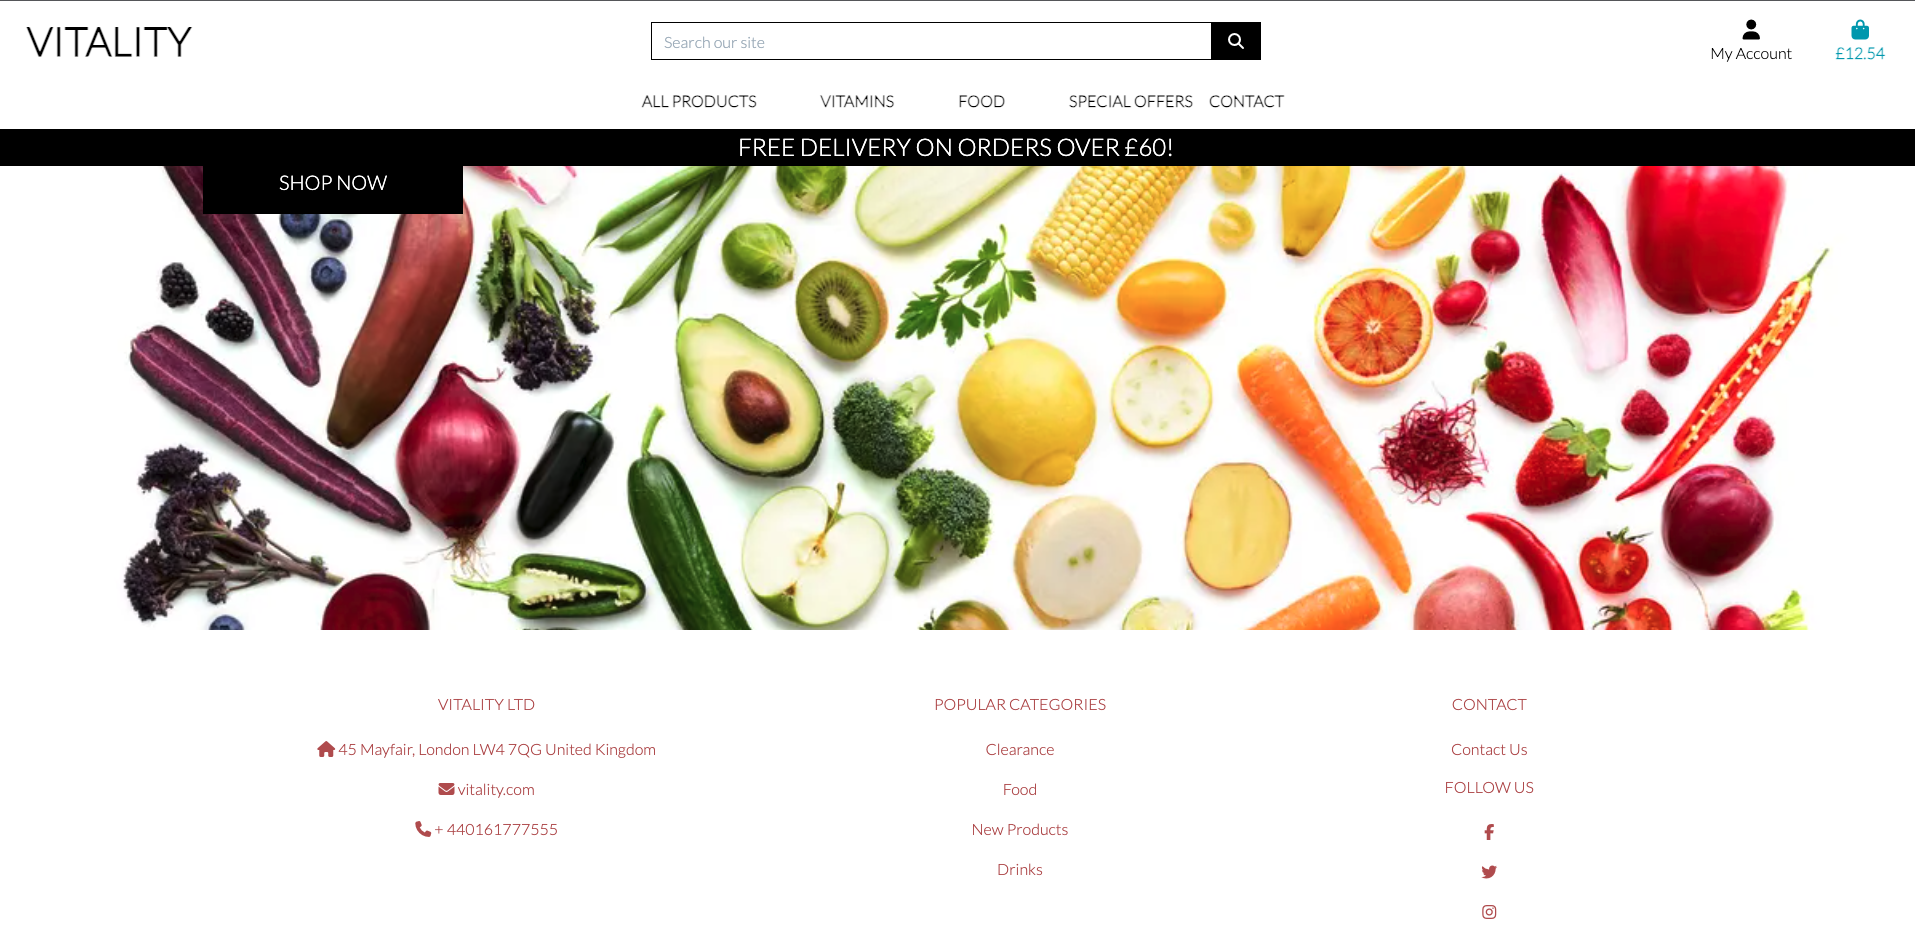 VITALITY
Search our site
My Account
£12.54
ALL PRODUCTS
VITAMINS
FOOD
SPECIAL OFFERS
CONTACT
FREE DELIVERY ON ORDERS OVER £60!
SHOP NOW
VITALITY LTD
45 Mayfair, London LW4 7QG United Kingdom
vitality.com
+ 440161777555
POPULAR CATEGORIES
Clearance
Food
New Products
Drinks
CONTACT
Contact Us
FOLLOW US